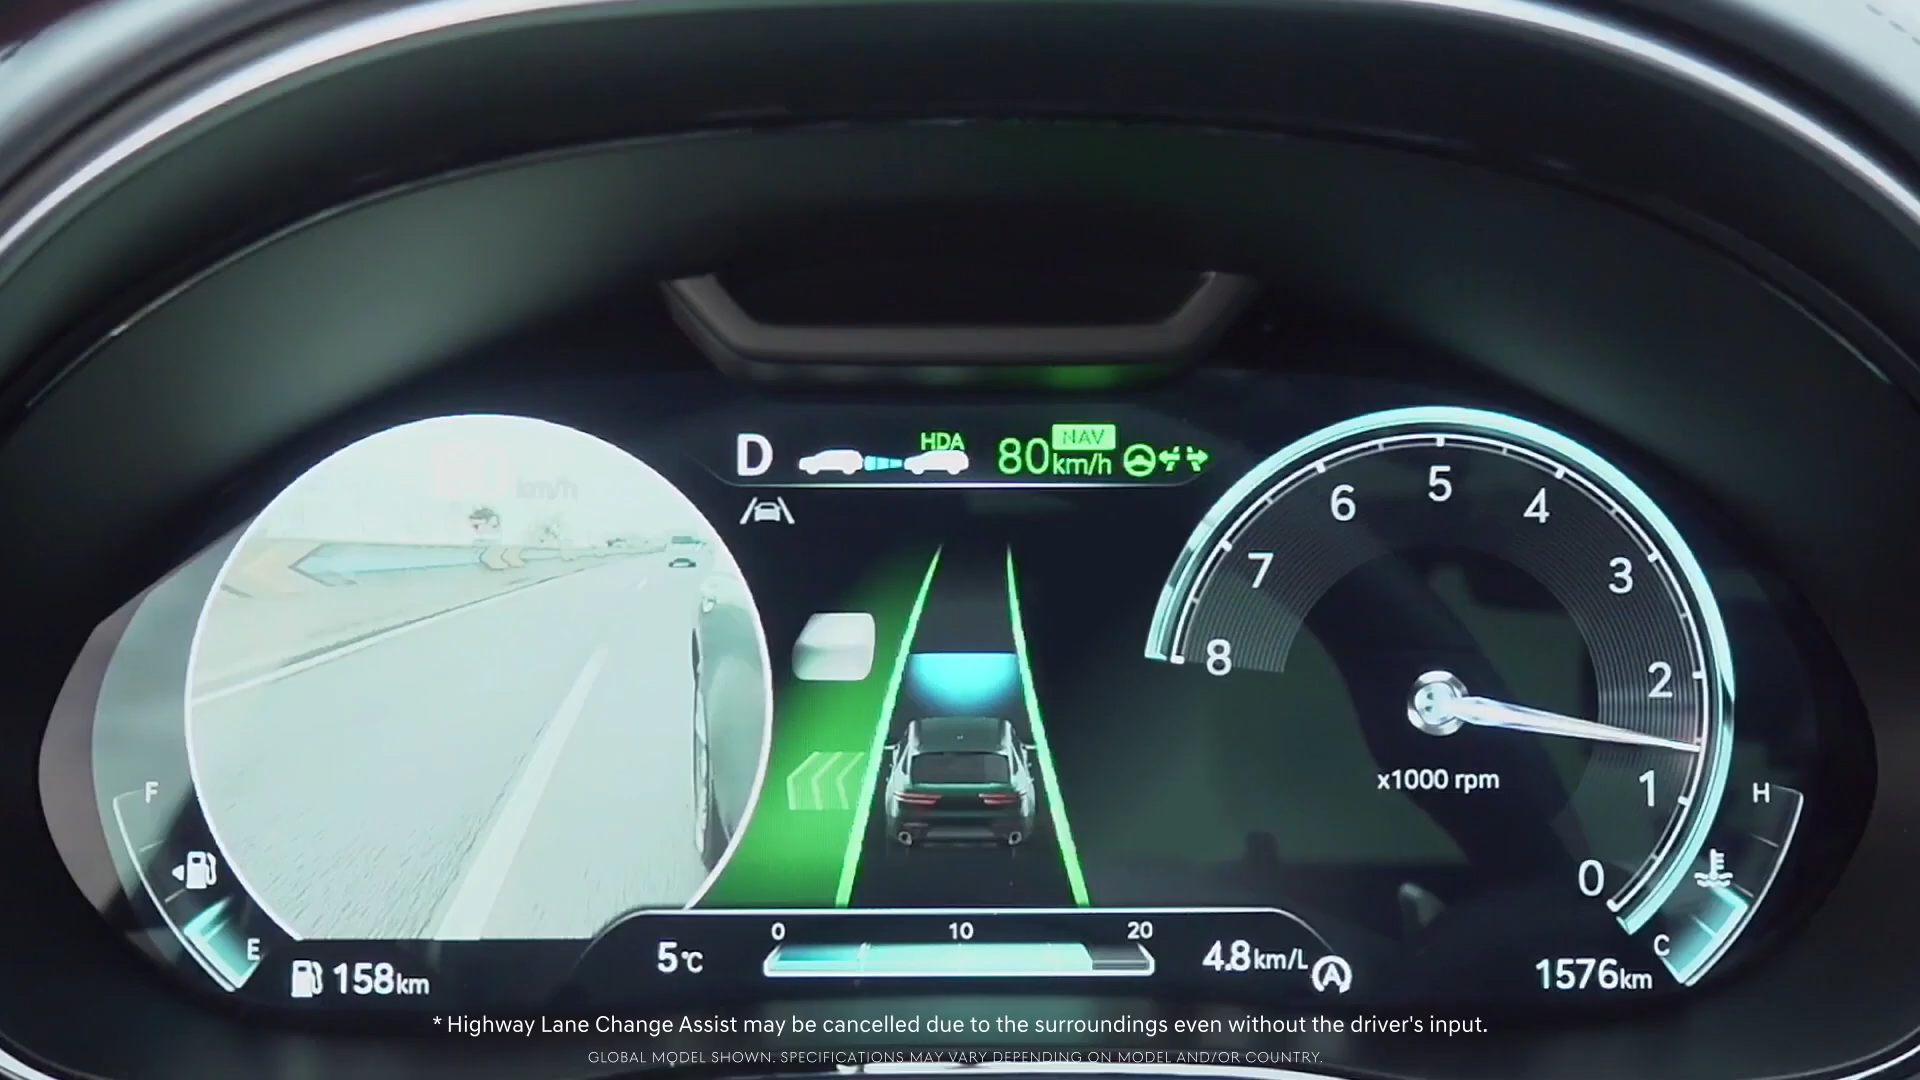 D HDA 80km/h NAV
km/h
8 7 6 5 4 3 2 1 0
x1000 rpm
F
E
H
C
158km
5℃
0 10 20
4.8km/L
A
1576km
* Highway Lane Change Assist may be cancelled due to the surroundings even without the driver's input.
GLOBAL MODEL SHOWN. SPECIFICATIONS MAY VARY DEPENDING ON MODEL AND/OR COUNTRY.